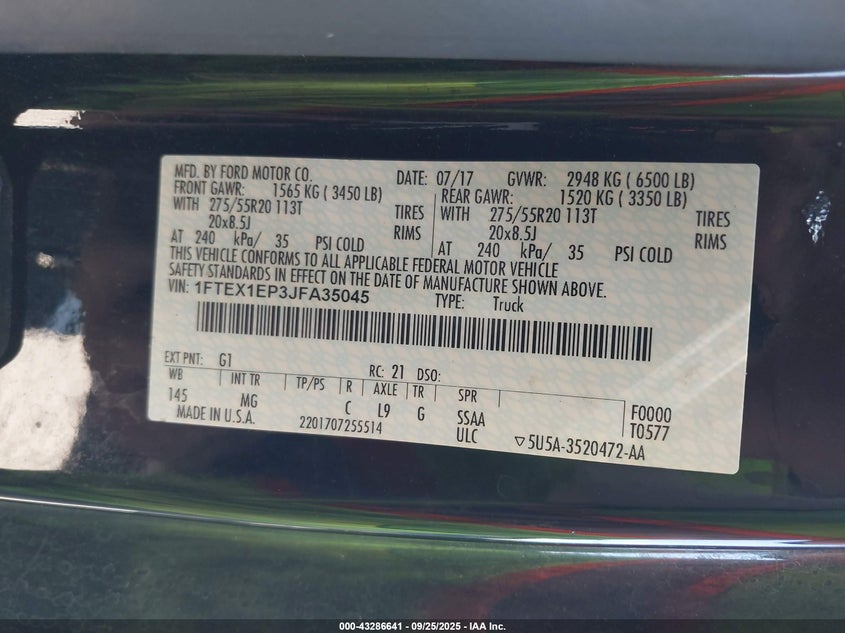 MFD. BY FORD MOTOR CO. DATE: 07/17 GVWR: 2948 KG ( 6500 LB)
FRONT GAWR: 1565 KG ( 3450 LB) REAR GAWR: 1520 KG ( 3350 LB)
WITH 275/55R20 113T TIRES WITH 275/55R20 113T TIRES
20x8.5J RIMS 20x8.5J RIMS
AT 240 kPa/ 35 PSI COLD AT 240 kPa/ 35 PSI COLD
THIS VEHICLE CONFORMS TO ALL APPLICABLE FEDERAL MOTOR VEHICLE
SAFETY STANDARDS IN EFFECT ON THE DATE OF MANUFACTURE SHOWN ABOVE.
VIN: 1FTEX1EP3JFA35045 TYPE: Truck
EXT PNT: G1 RC: 21 DSO:
WB INT TR TP/PS R AXLE TR SPR
145 MG C L9 G SSAA F0000
MADE IN U.S.A. 2201707255514 ULC T0577
▽5U5A-3520472-AA
000-43286641 - 09/25/2025 - IAA Inc.